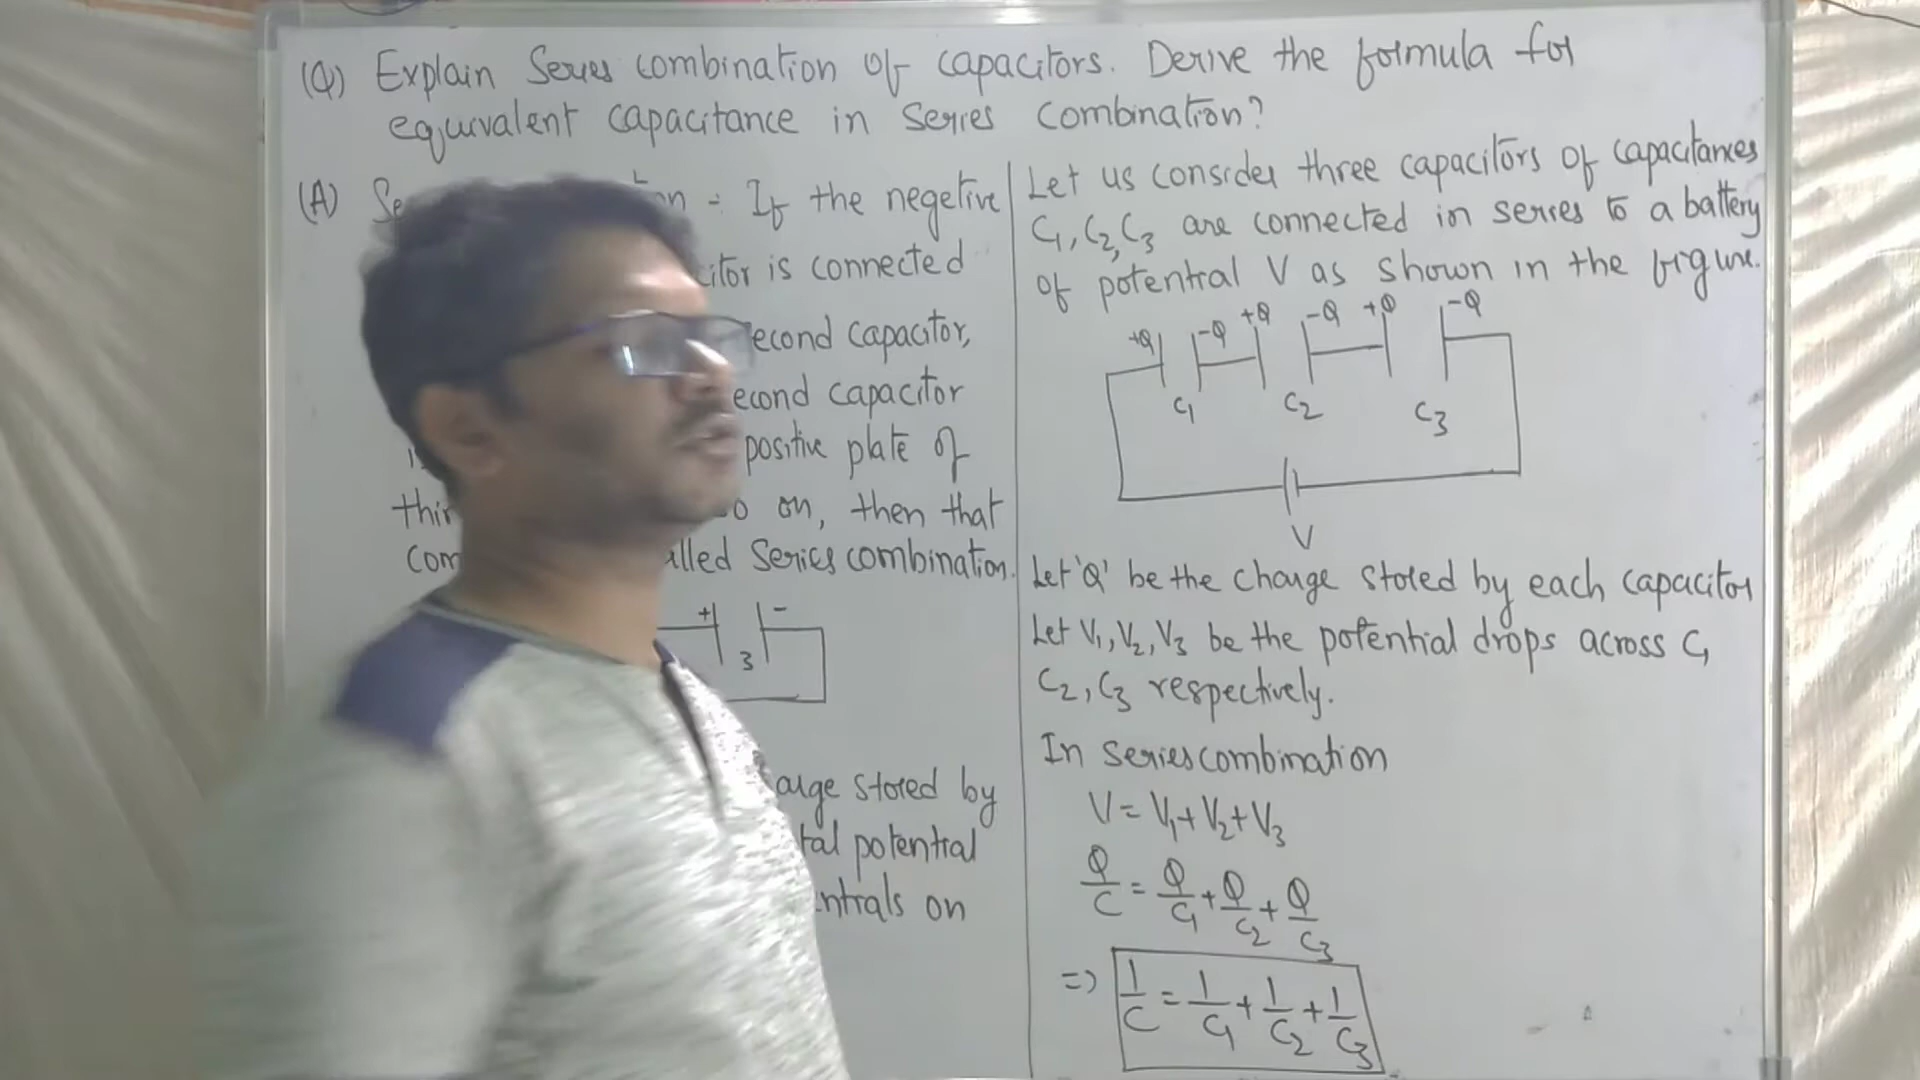 (Q) Explain Series combination of capacitors. Derive the formula for
equivalent capacitance in series combination?
(A) Se on - If the negetive
itor is connected
econd capacitor,
econd capacitor
positive plate of
thir on, then that
com alled Series combination.
+ -
3
arge stored by
tal potential
ntials on
Let us consider three capacitors of capacitances
C1, C2, C3 are connected in series to a battery
of potential V as shown in the figure.
+Q -Q +Q -Q +Q -Q
C1 C2 C3
V
Let 'Q' be the charge stored by each capacitor
Let V1, V2, V3 be the potential drops across C1
C2, C3 respectively.
In series combination
V = V1 + V2 + V3
Q/C = Q/C1 + Q/C2 + Q/C3
=> 1/C = 1/C1 + 1/C2 + 1/C3